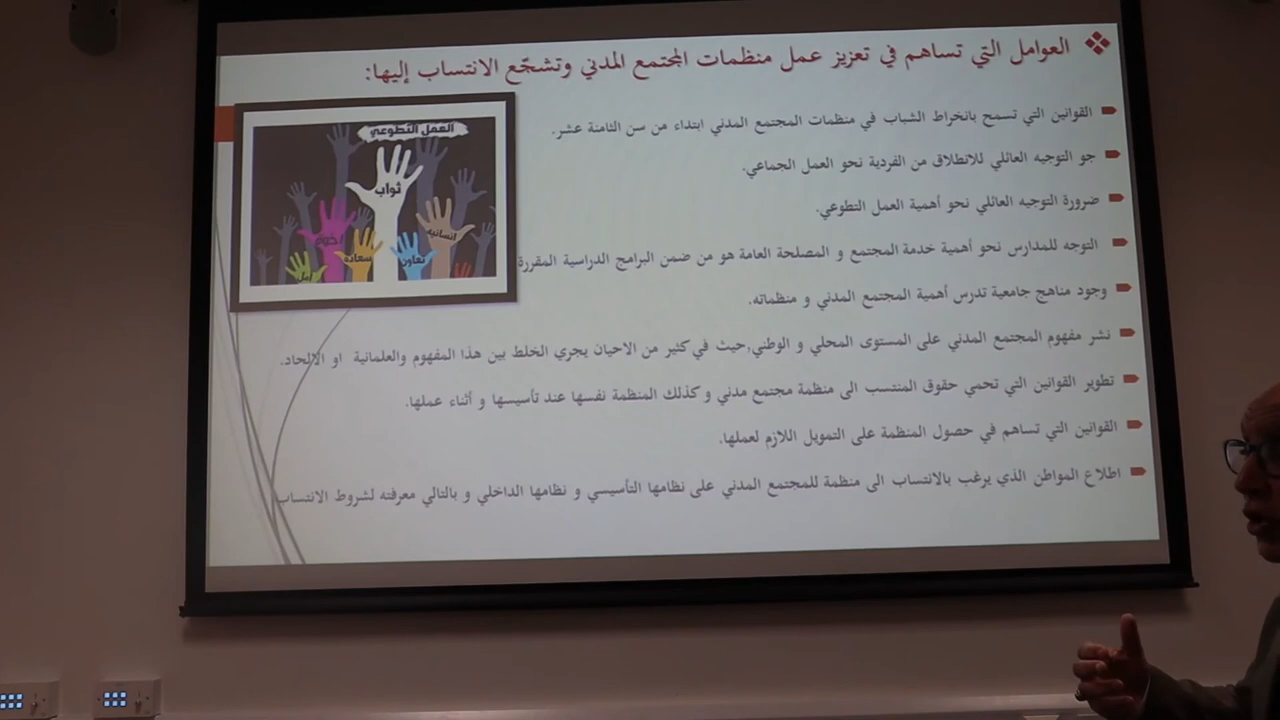 العوامل التي تساهم في تعزيز عمل منظمات المجتمع المدني وتشجّع الانتساب إليها:
القوانين التي تسمح بانخراط الشباب في منظمات المجتمع المدني ابتداء من سن الثامنة عشر.
جو التوجيه العائلي للانطلاق من الفردية نحو العمل الجماعي.
ضرورة التوجيه العائلي نحو أهمية العمل التطوعي.
التوجه للمدارس نحو أهمية خدمة المجتمع و المصلحة العامة هو من ضمن البرامج الدراسية المقررة
وجود مناهج جامعية تدرس أهمية المجتمع المدني و منظماته.
نشر مفهوم المجتمع المدني على المستوى المحلي و الوطني,حيث في كثير من الاحيان يجري الخلط بين هذا المفهوم والعلمانية او الالحاد.
تطوير القوانين التي تحمي حقوق المنتسب الى منظمة مجتمع مدني و كذلك المنظمة نفسها عند تأسيسها و أثناء عملها.
القوانين التي تساهم في حصول المنظمة على التمويل اللازم لعملها.
اطلاع المواطن الذي يرغب بالانتساب الى منظمة للمجتمع المدني على نظامها التأسيسي و نظامها الداخلي و بالتالي معرفته لشروط الانتساب
العمل التطوعي
ثواب
اخوة
انسانية
سعادة
تعاون
امل